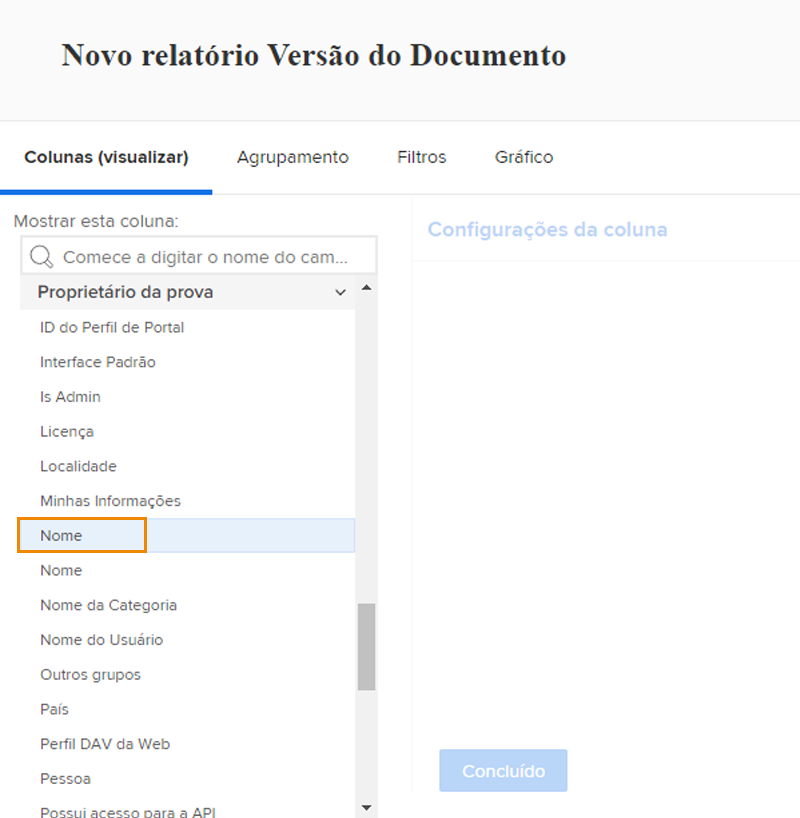 Novo relatório Versão do Documento
Colunas (visualizar) Agrupamento Filtros Gráfico
Mostrar esta coluna:
Comece a digitar o nome do cam...
Configurações da coluna
Proprietário da prova
ID do Perfil de Portal
Interface Padrão
Is Admin
Licença
Localidade
Minhas Informações
Nome
Nome
Nome da Categoria
Nome do Usuário
Outros grupos
País
Perfil DAV da Web
Pessoa
Possui acesso para a API
Concluído